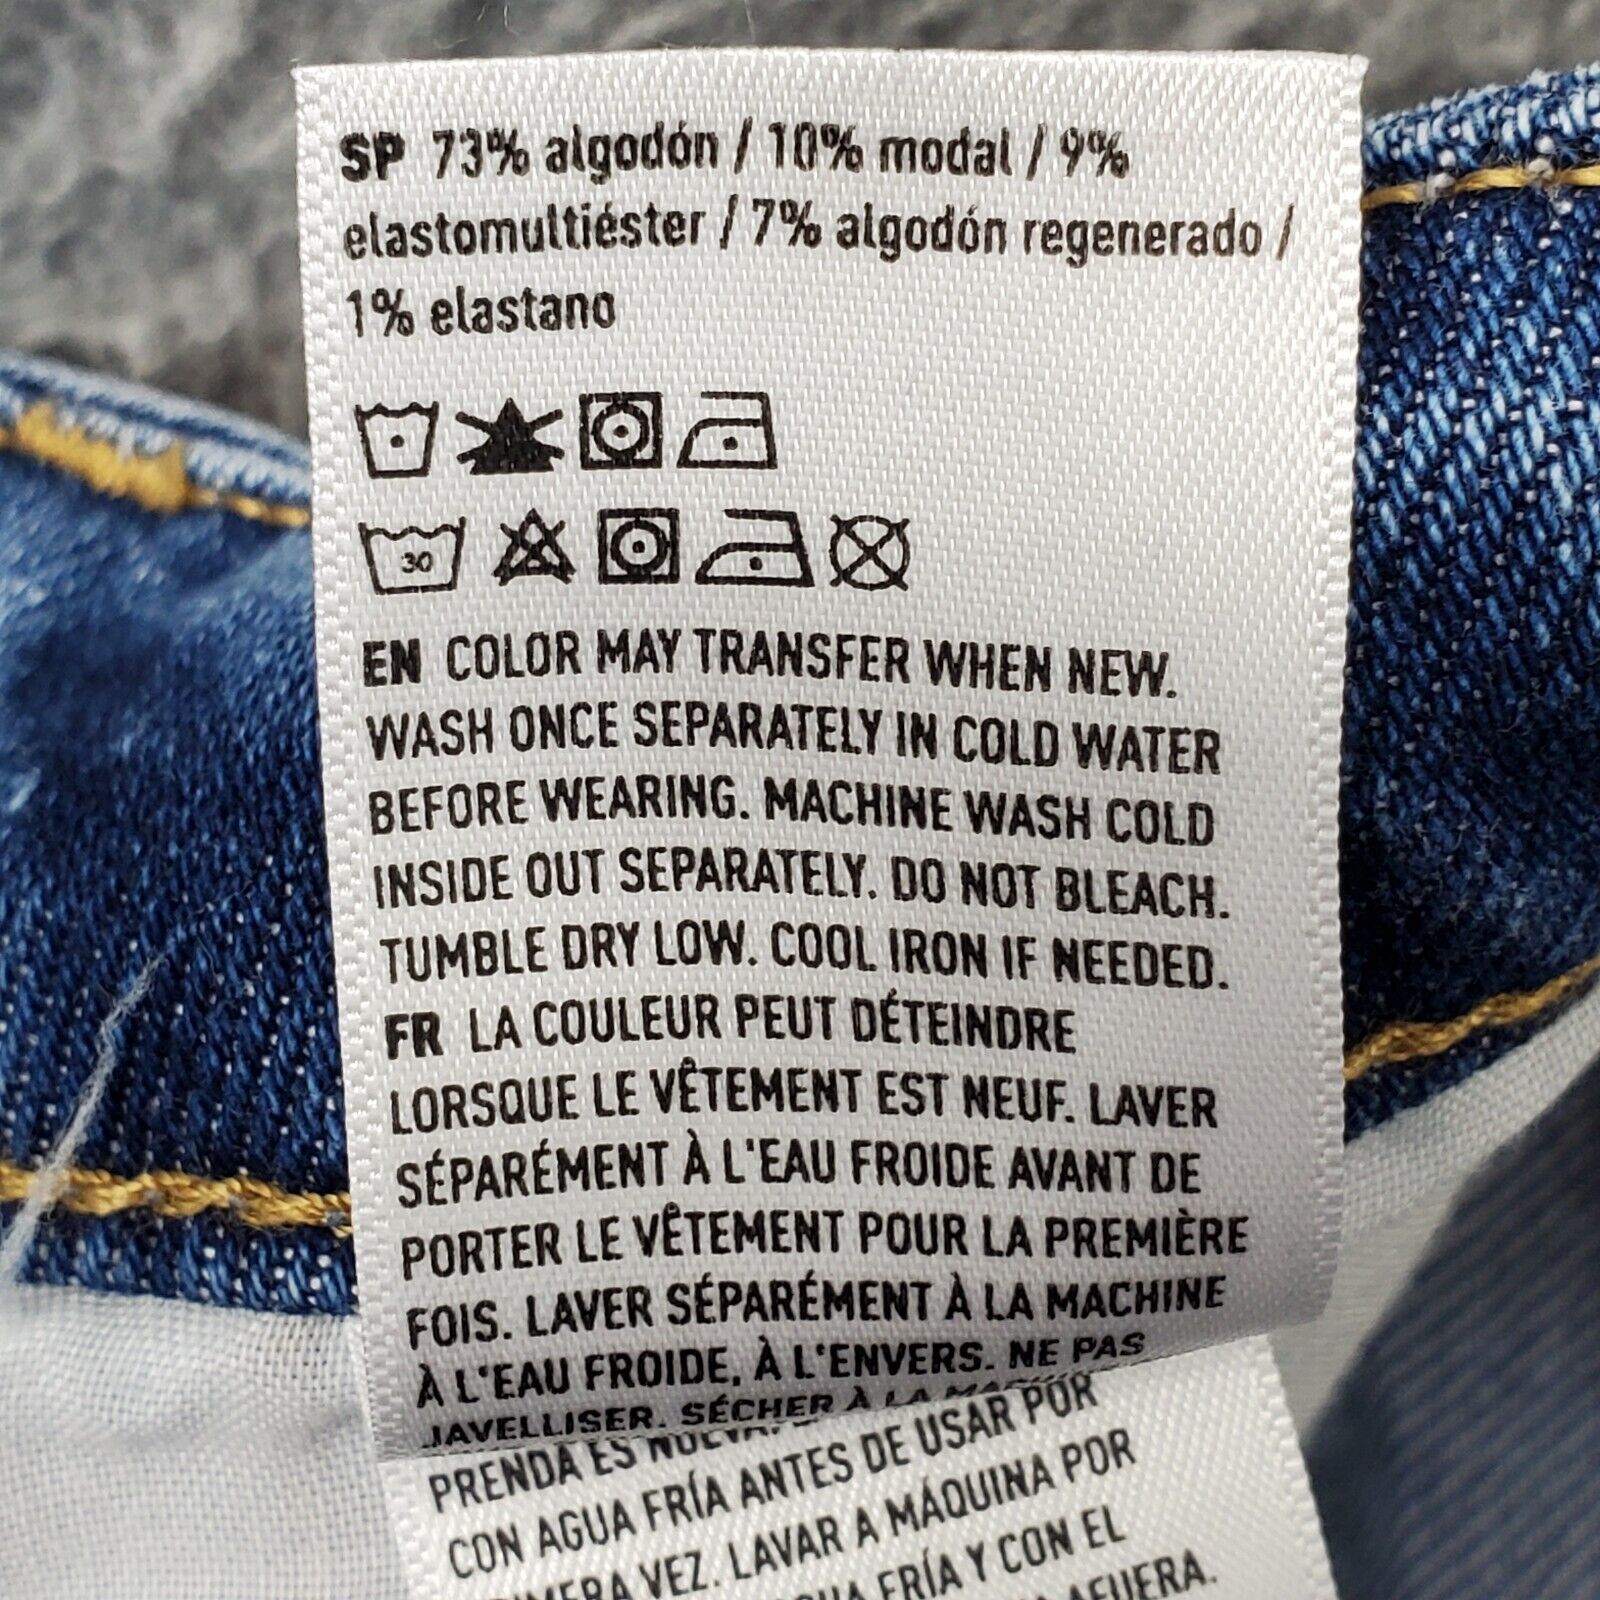 SP 73% algodón / 10% modal / 9%
elastomultiéster / 7% algodón regenerado /
1% elastano
30
EN COLOR MAY TRANSFER WHEN NEW.
WASH ONCE SEPARATELY IN COLD WATER
BEFORE WEARING. MACHINE WASH COLD
INSIDE OUT SEPARATELY. DO NOT BLEACH.
TUMBLE DRY LOW. COOL IRON IF NEEDED.
FR LA COULEUR PEUT DÉTEINDRE
LORSQUE LE VÊTEMENT EST NEUF. LAVER
SÉPARÉMENT À L'EAU FROIDE AVANT DE
PORTER LE VÊTEMENT POUR LA PREMIÈRE
FOIS. LAVER SÉPARÉMENT À LA MACHINE
À L'EAU FROIDE, À L'ENVERS. NE PAS
JAVELLISER. SÉCHER À LA
PRENDA ES
CON AGUA FRÍA ANTES DE USAR POR
VEZ. LAVAR A MÁQUINA POR
FRÍA Y CON EL
AFUERA.